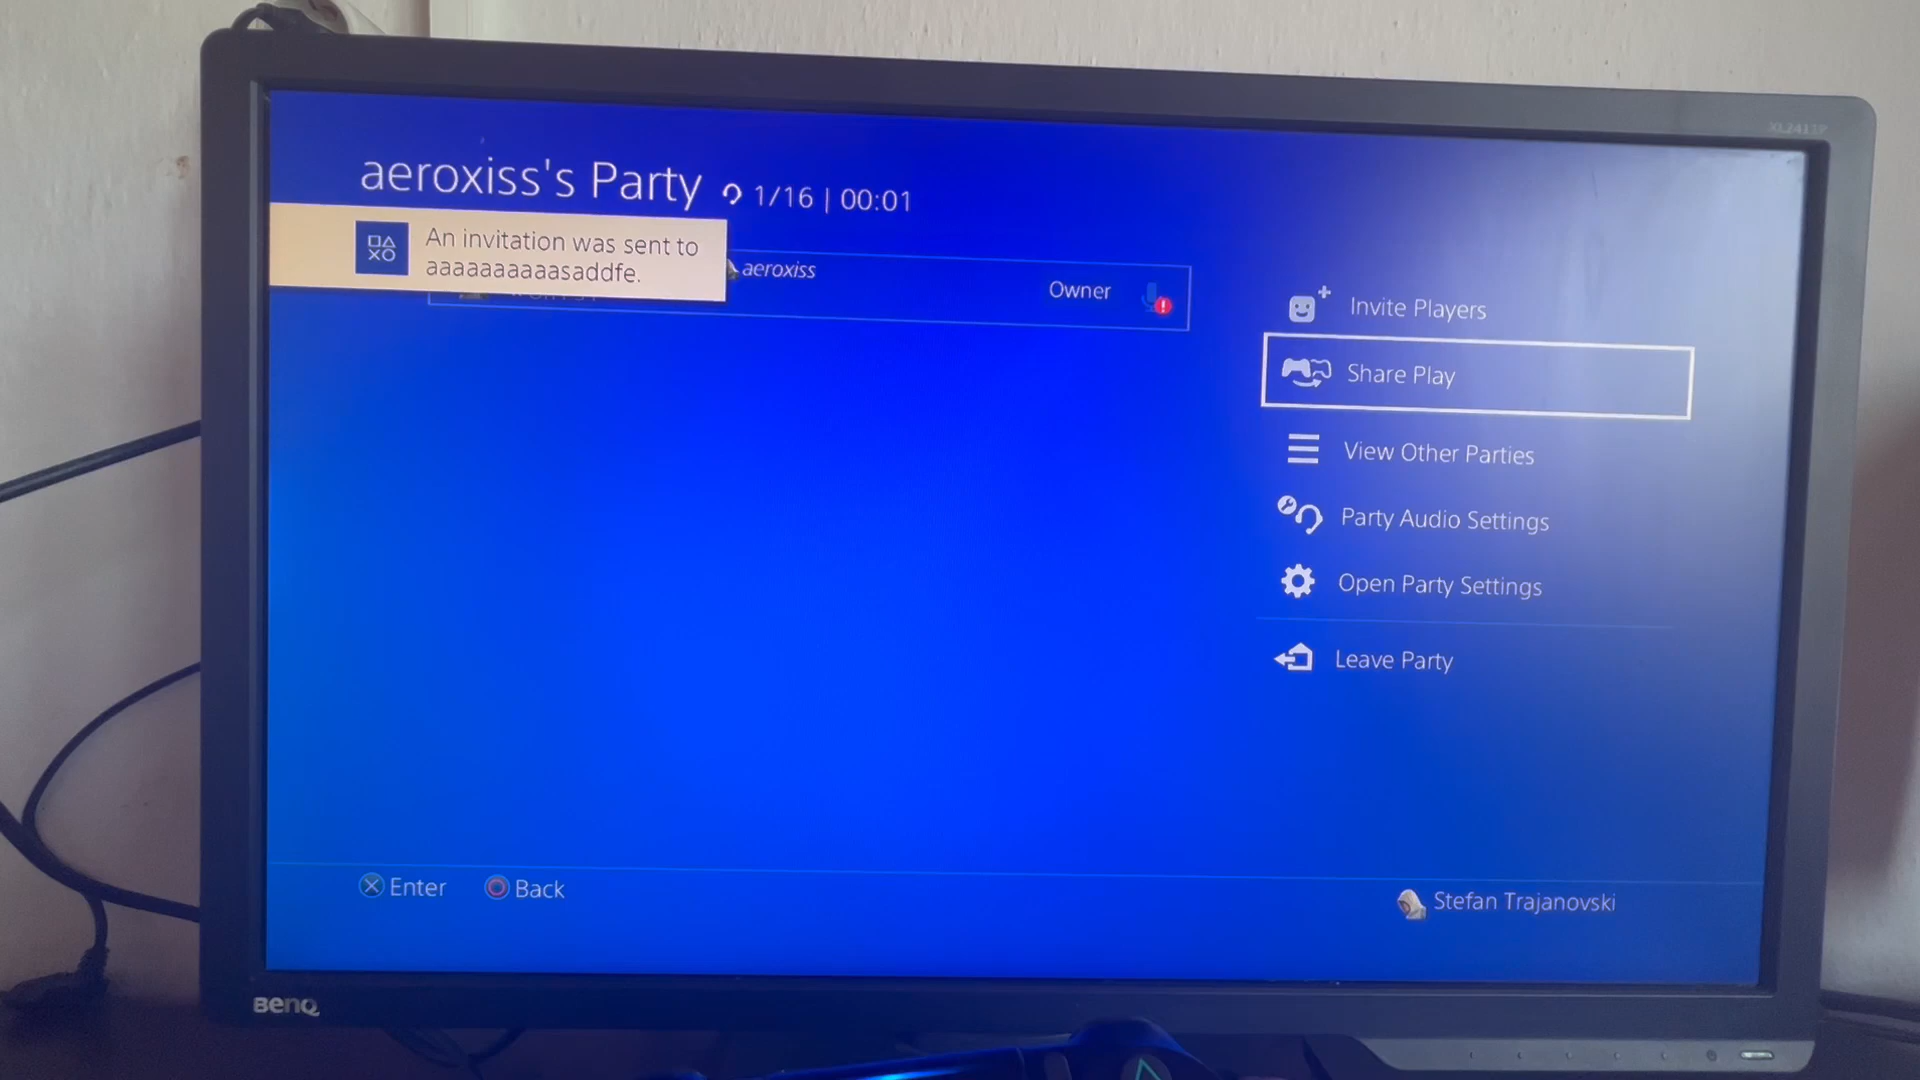 XL2411P
aeroxiss's Party 1/16 | 00:01
An invitation was sent to
aaaaaaaaaasaddfe.
aeroxiss
Owner
Invite Players
Share Play
View Other Parties
Party Audio Settings
Open Party Settings
Leave Party
Enter Back
Stefan Trajanovski
BenQ